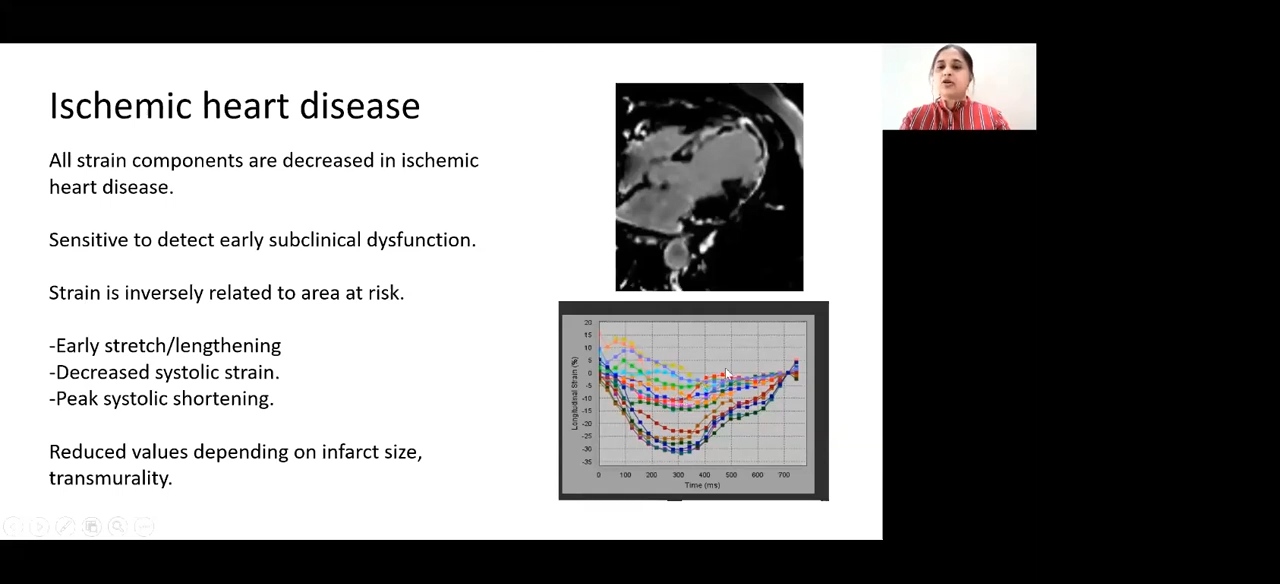 Ischemic heart disease
All strain components are decreased in ischemic
heart disease.
Sensitive to detect early subclinical dysfunction.
Strain is inversely related to area at risk.
-Early stretch/lengthening
-Decreased systolic strain.
-Peak systolic shortening.
Reduced values depending on infarct size,
transmurality.
Longitudinal Strain (%)
20
15
10
5
0
-5
-10
-15
-20
-25
-30
-35
0 100 200 300 400 500 600 700
Time (ms)